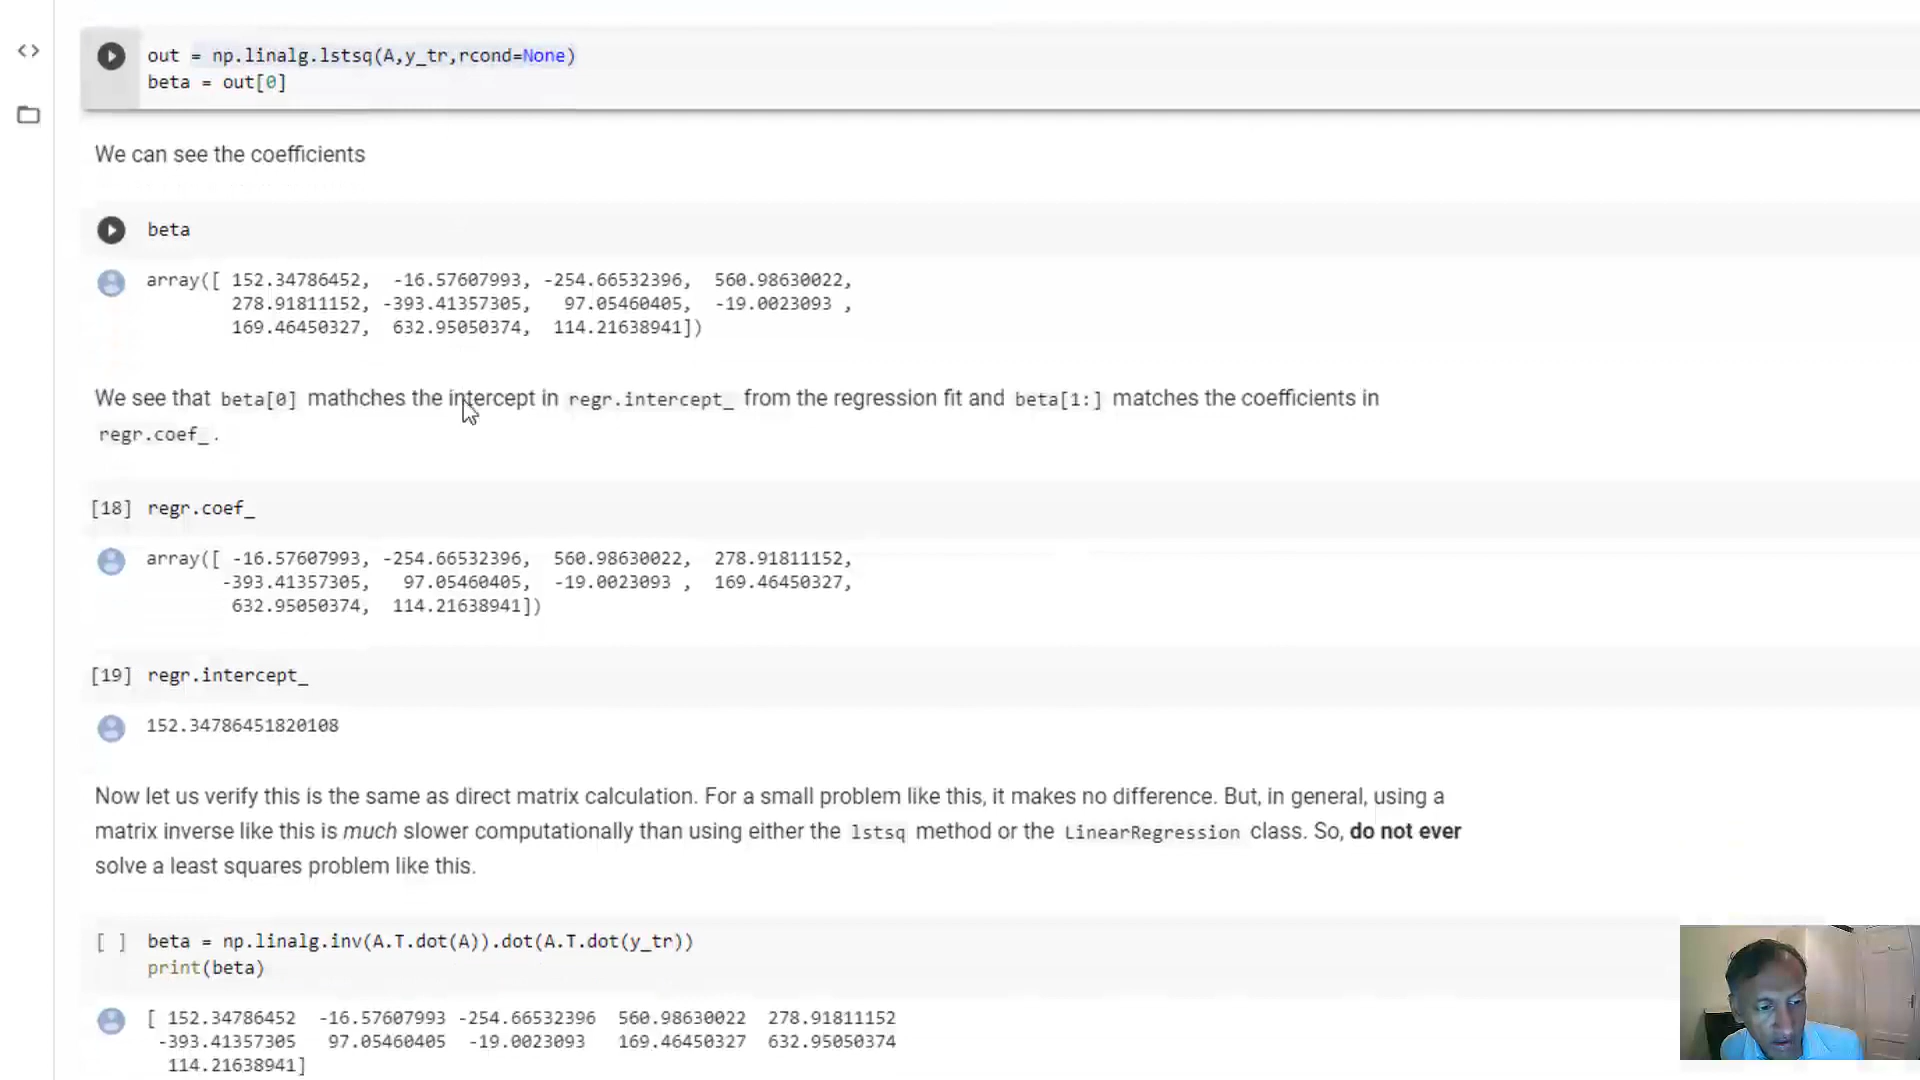 out = np.linalg.lstsq(A,y_tr,rcond=None)
beta = out[0]
We can see the coefficients
beta
array([ 152.34786452,  -16.57607993, -254.66532396,  560.98630022,
278.91811152, -393.41357305,   97.05460405,  -19.0023093 ,
169.46450327,  632.95050374,  114.21638941])
We see that beta[0] mathches the intercept in regr.intercept_ from the regression fit and beta[1:] matches the coefficients in
regr.coef_ .
[18] regr.coef_
array([ -16.57607993, -254.66532396,  560.98630022,  278.91811152,
-393.41357305,   97.05460405,  -19.0023093 ,  169.46450327,
632.95050374,  114.21638941])
[19] regr.intercept_
152.34786451820108
Now let us verify this is the same as direct matrix calculation. For a small problem like this, it makes no difference. But, in general, using a
matrix inverse like this is much slower computationally than using either the lstsq method or the LinearRegression class. So, do not ever
solve a least squares problem like this.
[ ] beta = np.linalg.inv(A.T.dot(A)).dot(A.T.dot(y_tr))
print(beta)
[ 152.34786452  -16.57607993 -254.66532396  560.98630022  278.91811152
-393.41357305   97.05460405  -19.0023093   169.46450327  632.95050374
114.21638941]